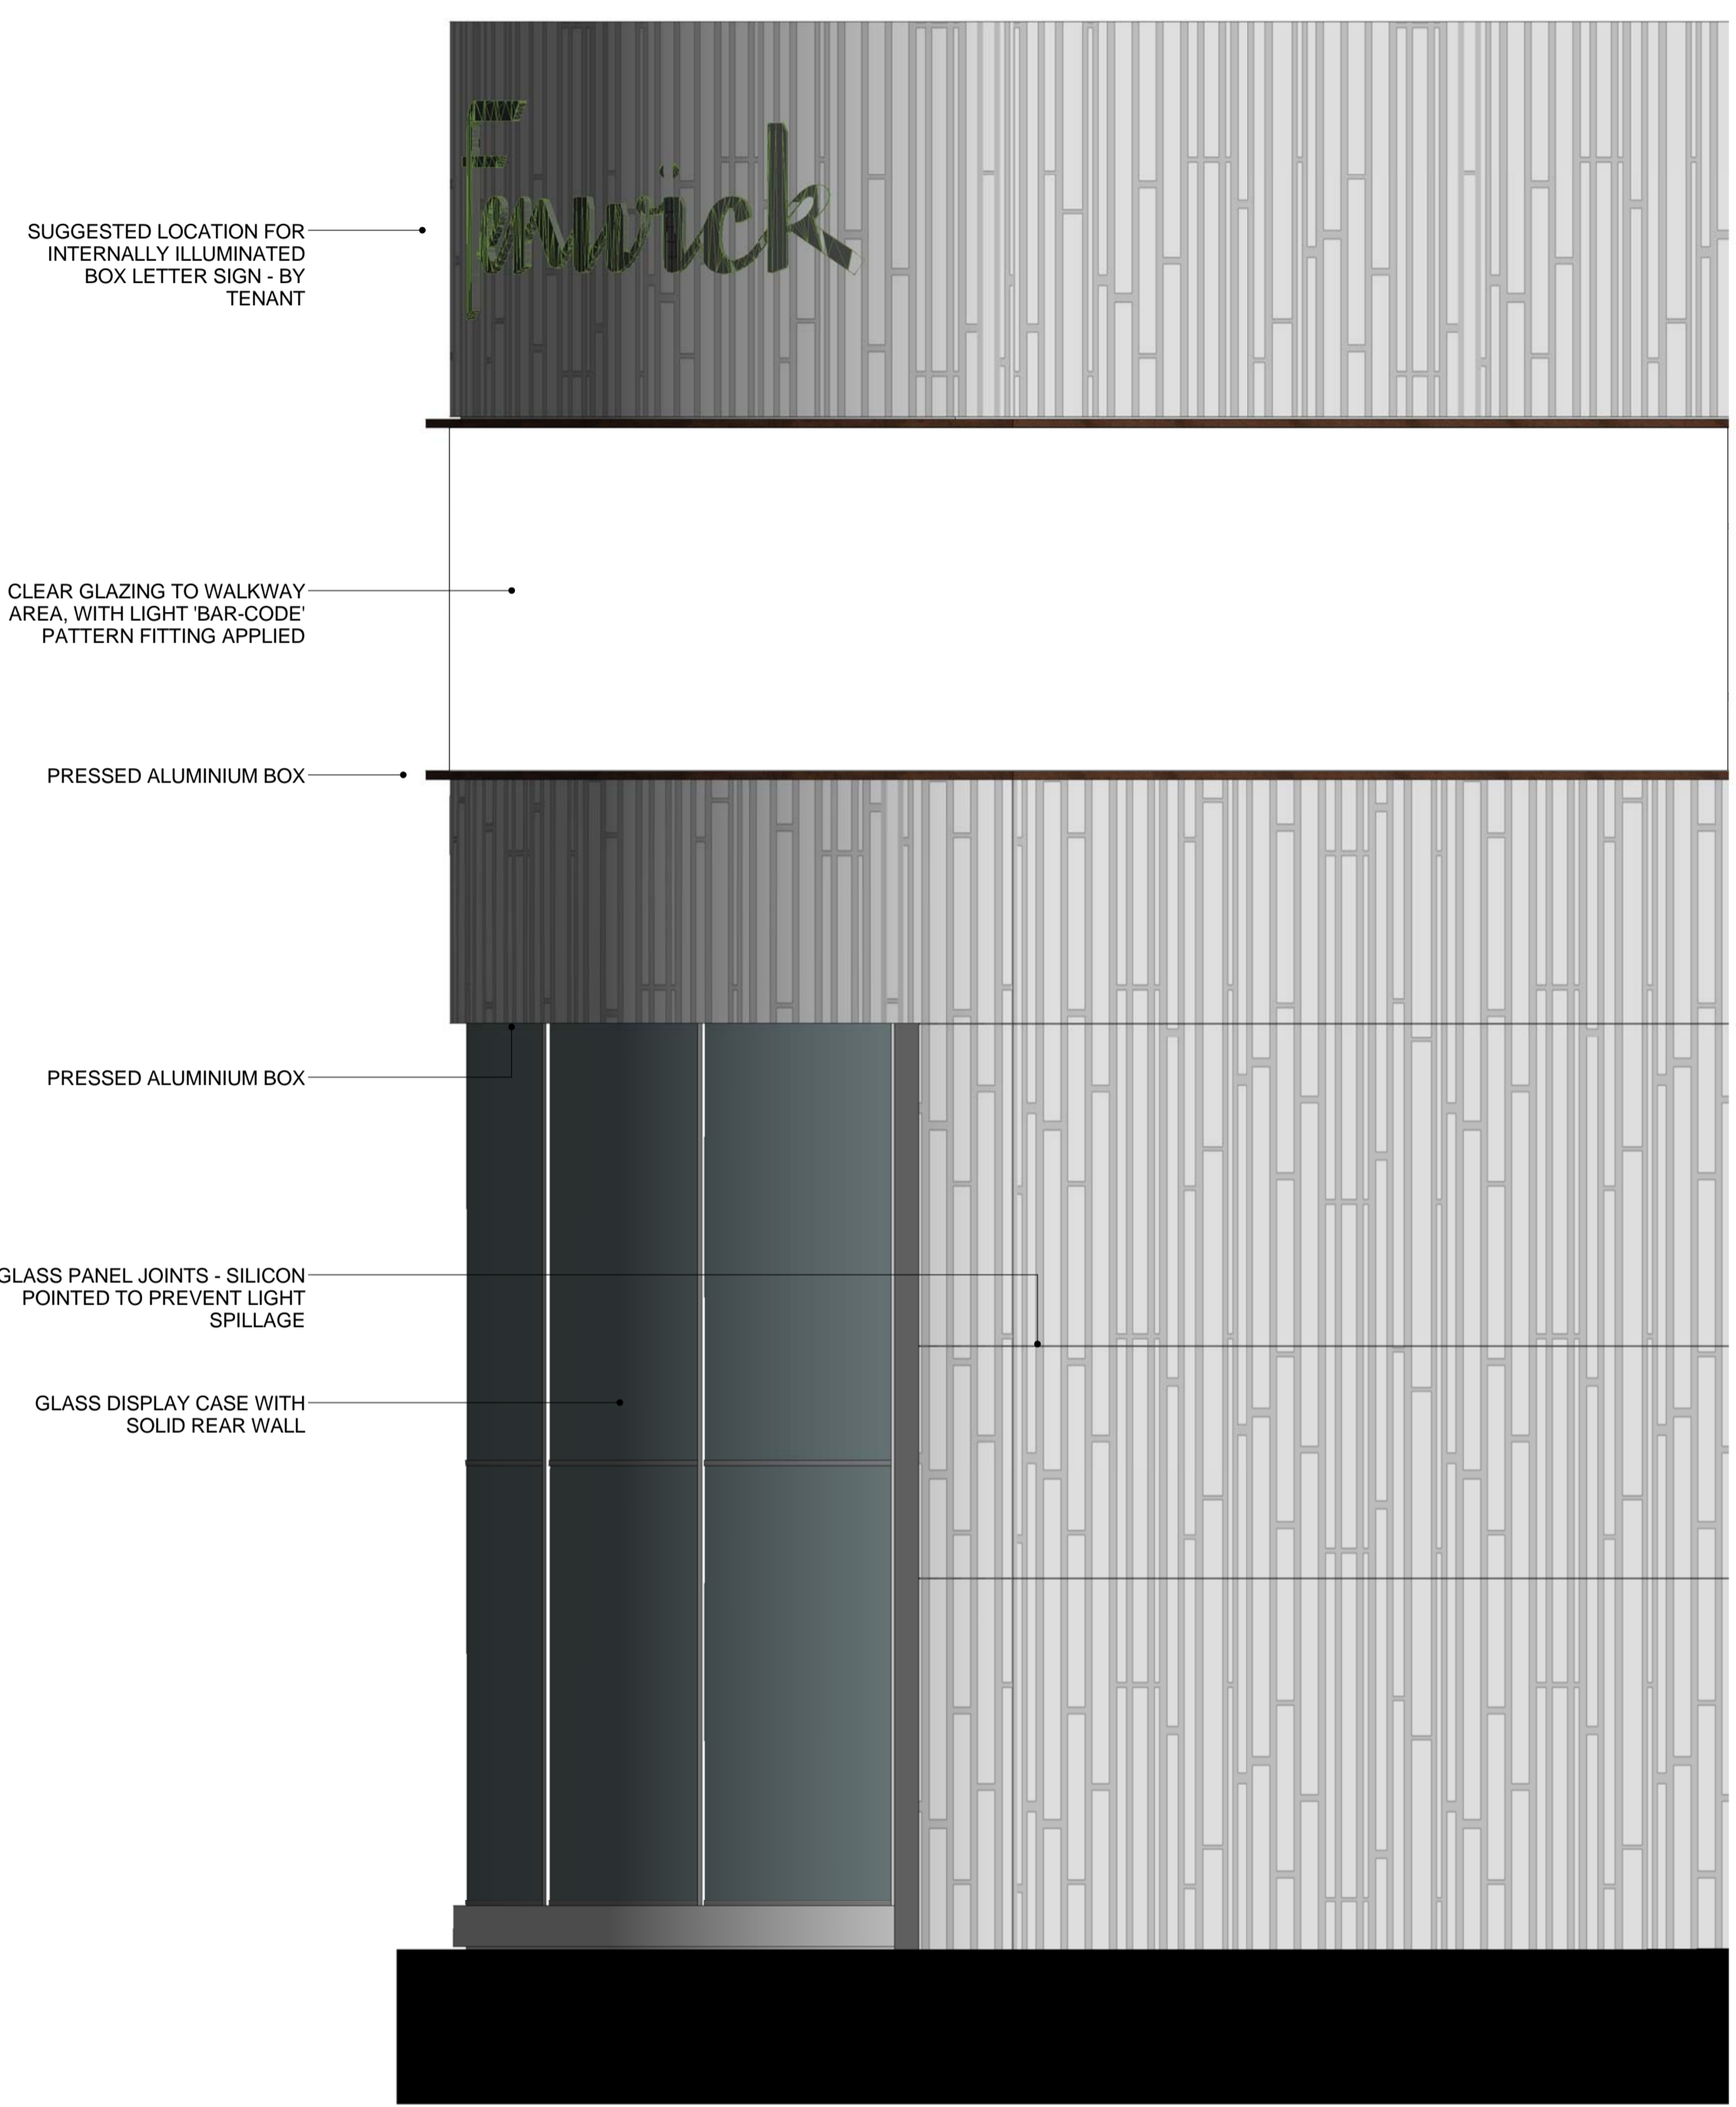 Fenwick
SUGGESTED LOCATION FOR
INTERNALLY ILLUMINATED
BOX LETTER SIGN - BY
TENANT
CLEAR GLAZING TO WALKWAY
AREA, WITH LIGHT 'BAR-CODE'
PATTERN FITTING APPLIED
PRESSED ALUMINIUM BOX
PRESSED ALUMINIUM BOX
GLASS PANEL JOINTS - SILICON
POINTED TO PREVENT LIGHT
SPILLAGE
GLASS DISPLAY CASE WITH
SOLID REAR WALL